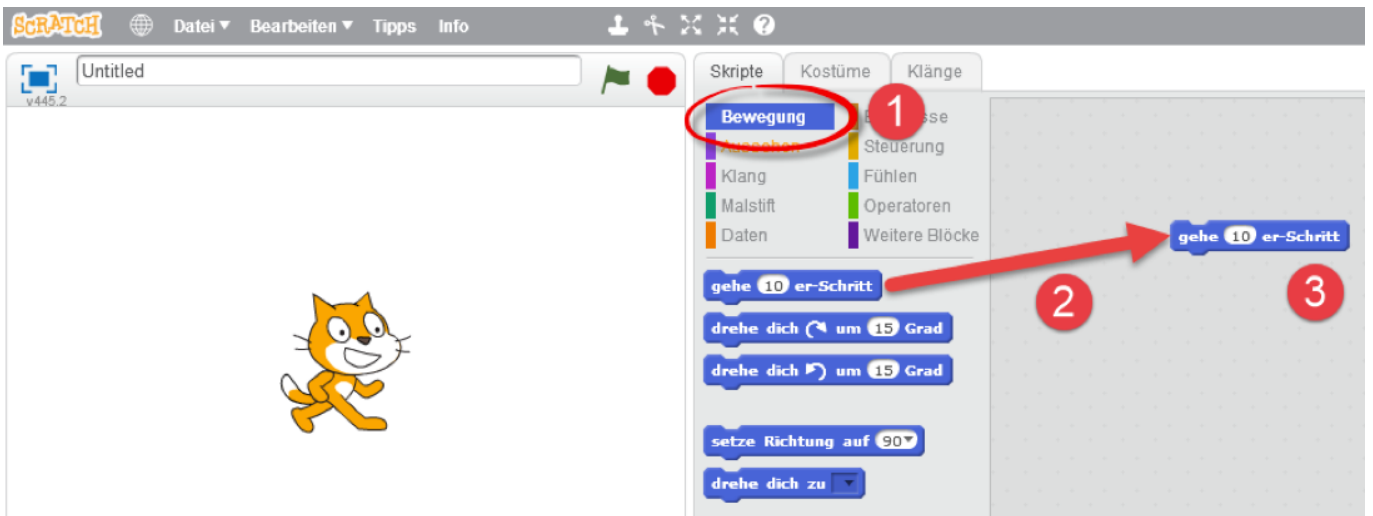 SCRATCH Datei Bearbeiten Tipps Info
Untitled
v445.2
Skripte Kostüme Klänge
Bewegung
1
Aussehen Steuerung
Klang Fühlen
Malstift Operatoren
Daten Weitere Blöcke
gehe 10 er-Schritt
drehe dich um 15 Grad
drehe dich um 15 Grad
setze Richtung auf 90
drehe dich zu
2
gehe 10 er-Schritt
3